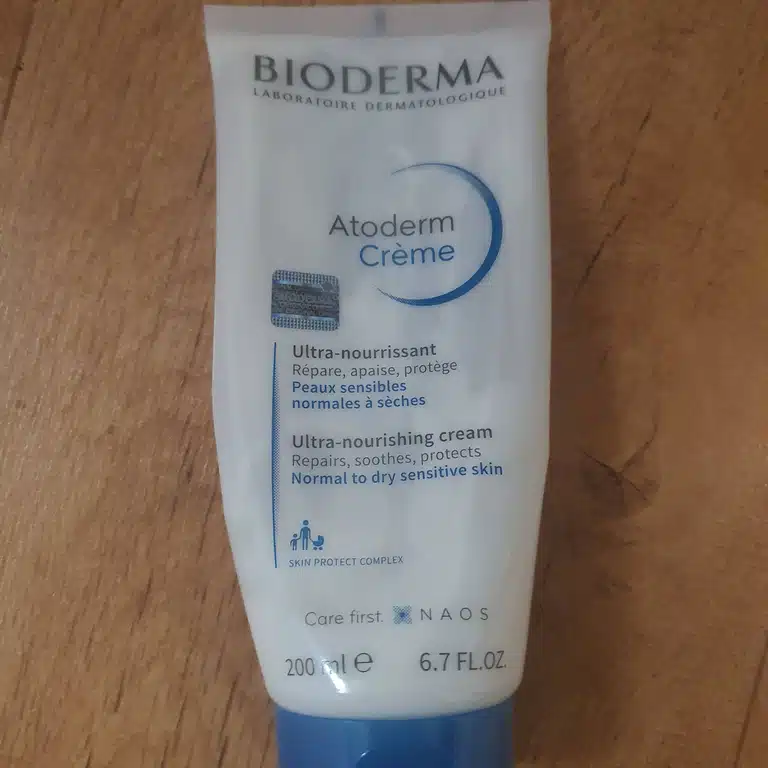 BIODERMA
LABORATOIRE DERMATOLOGIQUE
Atoderm
Crème
BIODERMA
Ultra-nourrissant
Répare, apaise, protège
Peaux sensibles
normales à sèches
Ultra-nourishing cream
Repairs, soothes, protects
Normal to dry sensitive skin
SKIN PROTECT COMPLEX
Care first. NAOS
200 ml e 6.7 FL.OZ.